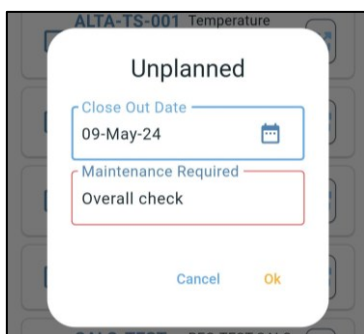 ALTA-TS-001 Temperature
Unplanned
Close Out Date
09-May-24
Maintenance Required
Overall check
Cancel Ok